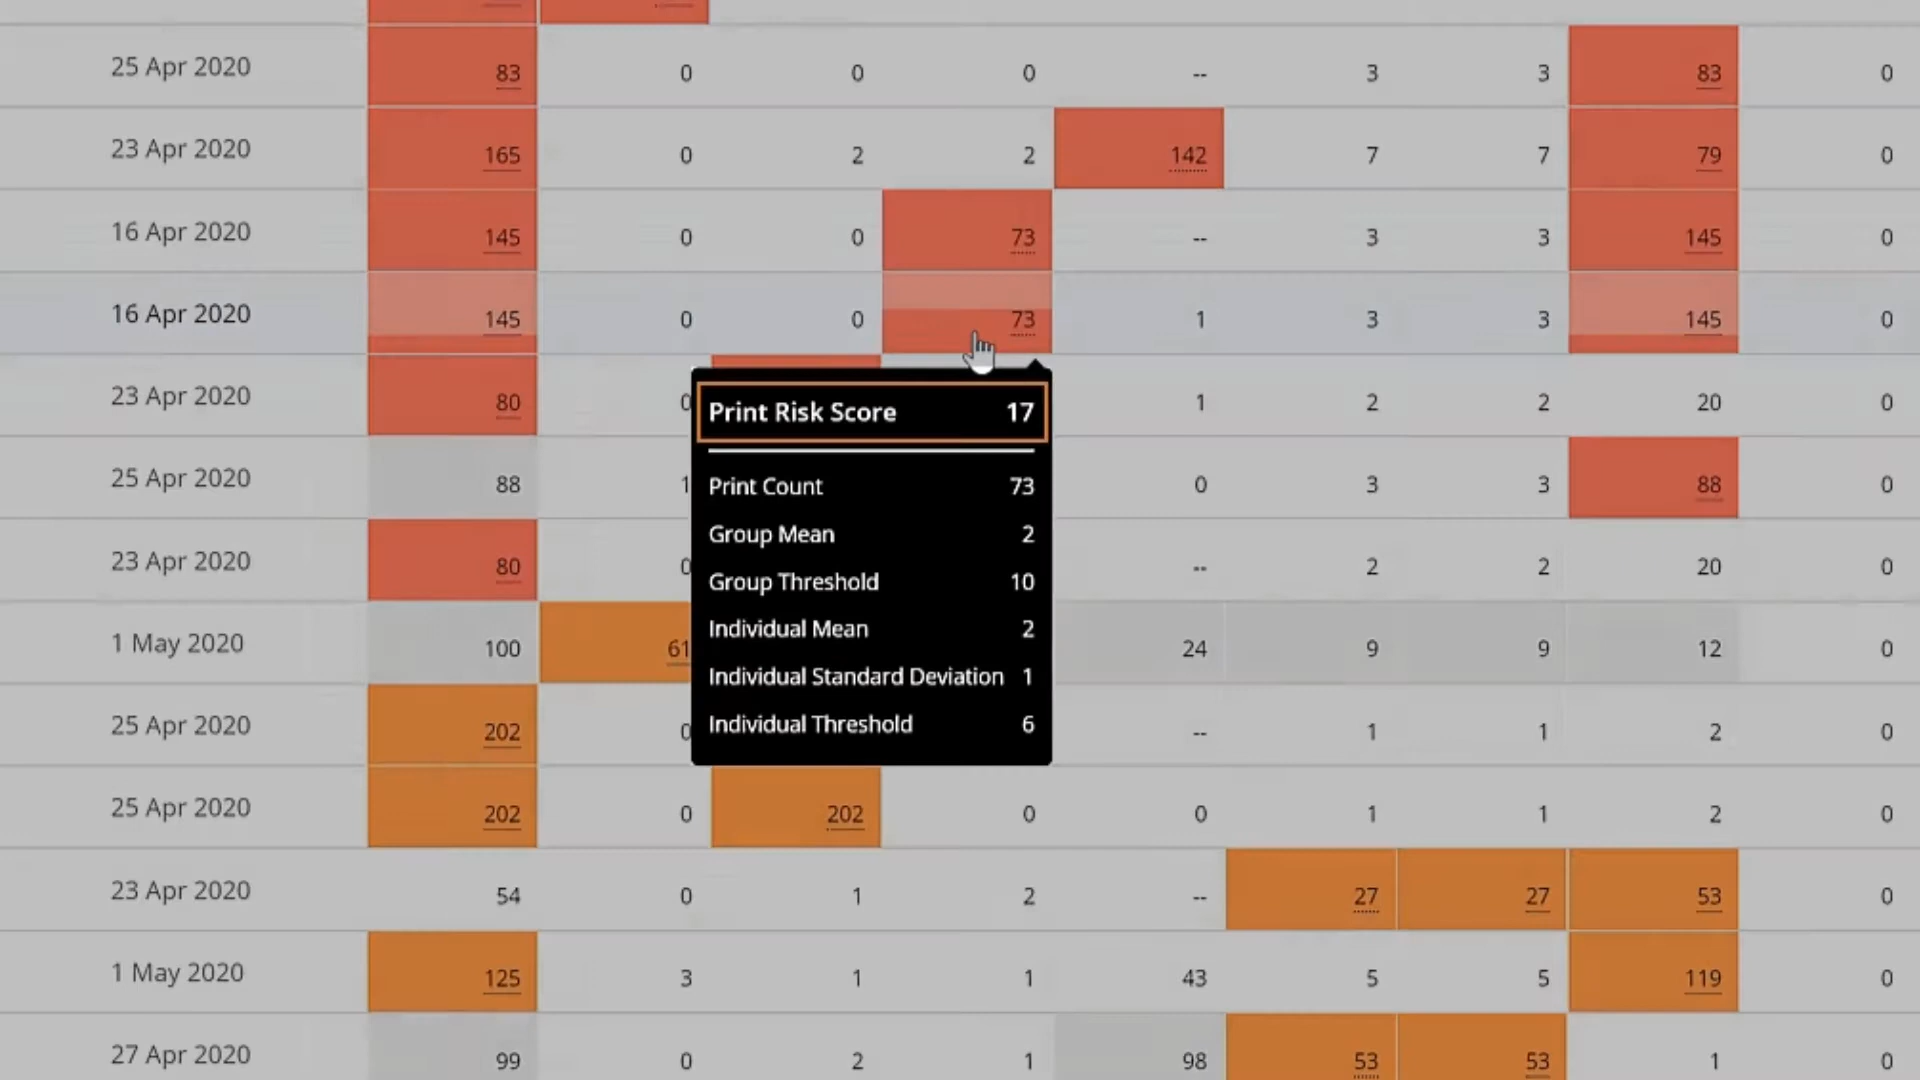 25 Apr 2020 83 0 0 0 -- 3 3 83 0
23 Apr 2020 165 0 2 2 142 7 7 79 0
16 Apr 2020 145 0 0 73 -- 3 3 145 0
16 Apr 2020 145 0 0 73 1 3 3 145 0
23 Apr 2020 80 0 1 2 2 20 0
Print Risk Score 17
25 Apr 2020 88 1 0 3 3 88 0
Print Count 73
Group Mean 2
23 Apr 2020 80 0 -- 2 2 20 0
Group Threshold 10
Individual Mean 2
1 May 2020 100 61 24 9 9 12 0
Individual Standard Deviation 1
Individual Threshold 6
25 Apr 2020 202 0 -- 1 1 2 0
25 Apr 2020 202 0 202 0 0 1 1 2 0
23 Apr 2020 54 0 1 2 -- 27 27 53 0
1 May 2020 125 3 1 1 43 5 5 119 0
27 Apr 2020 99 0 2 1 98 53 53 1 0